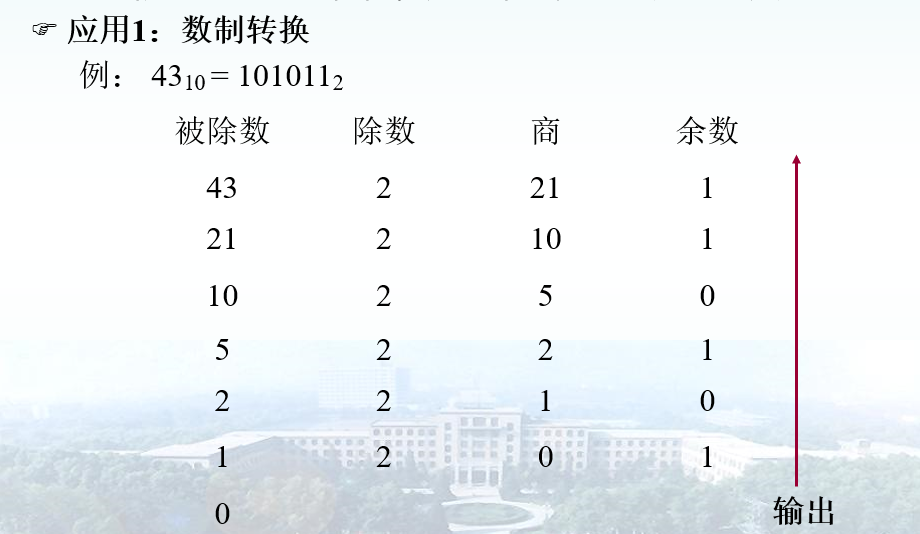 ☞ 应用1：数制转换
例： 43₁₀ = 101011₂
被除数 除数 商 余数
43 2 21 1
21 2 10 1
10 2 5 0
5 2 2 1
2 2 1 0
1 2 0 1
0
输出